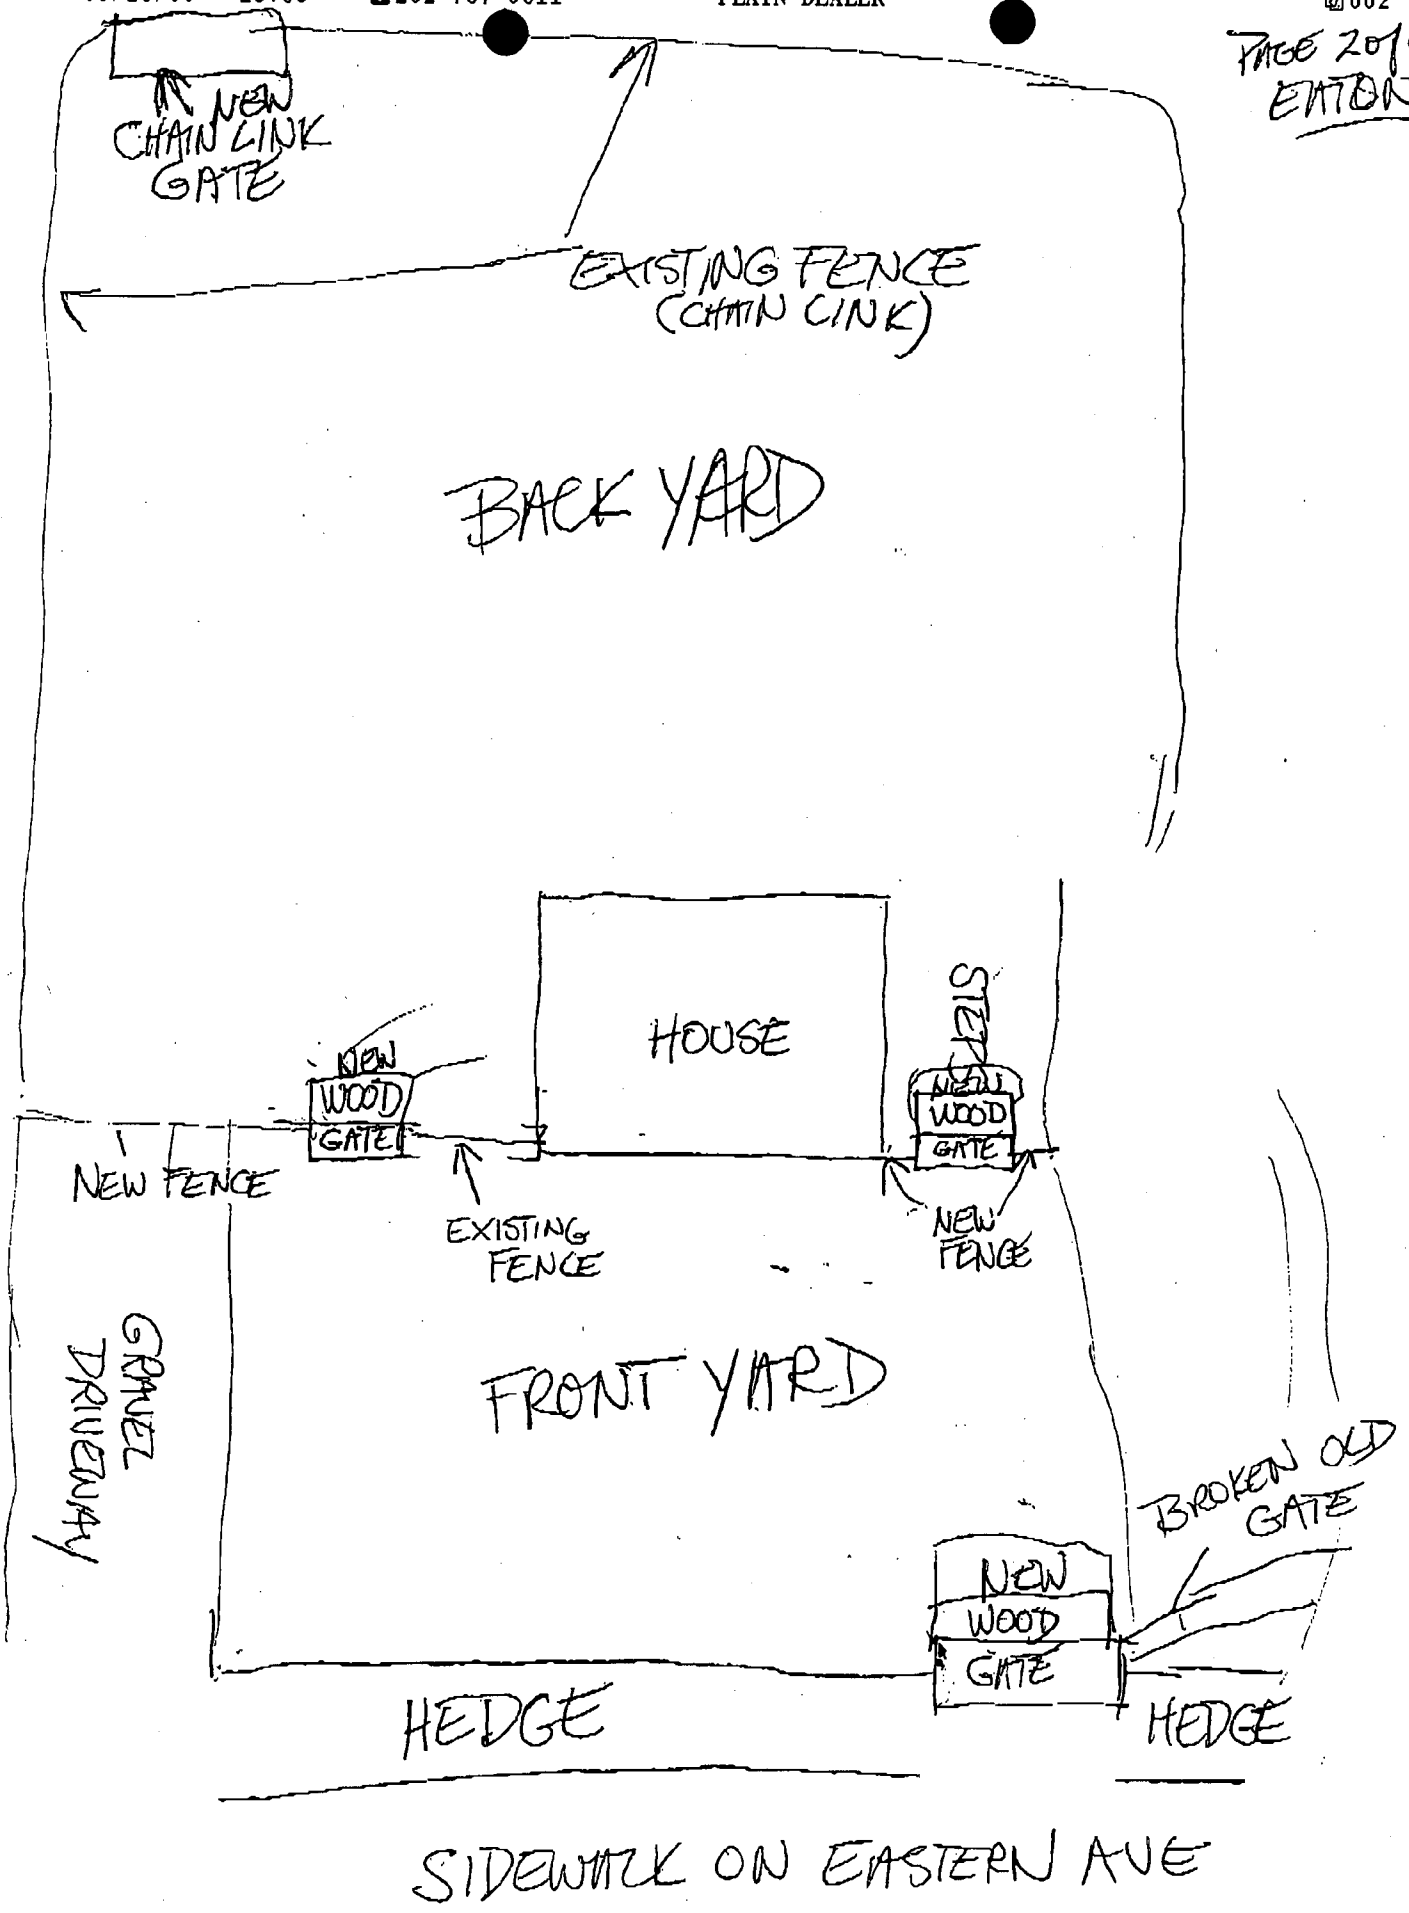 PLAIN DEALER
002
PAGE 2 of
EATON
NEW
CHAIN LINK
GATE
EXISTING FENCE
(CHAIN LINK)
BACK YARD
HOUSE
STEPS
NEW
WOOD
GATE
NEW
WOOD
GATE
NEW FENCE
EXISTING
FENCE
NEW
FENCE
GRAVEL
DRIVEWAY
FRONT YARD
BROKEN OLD
GATE
NEW
WOOD
GATE
HEDGE
HEDGE
SIDEWALK ON EASTERN AVE